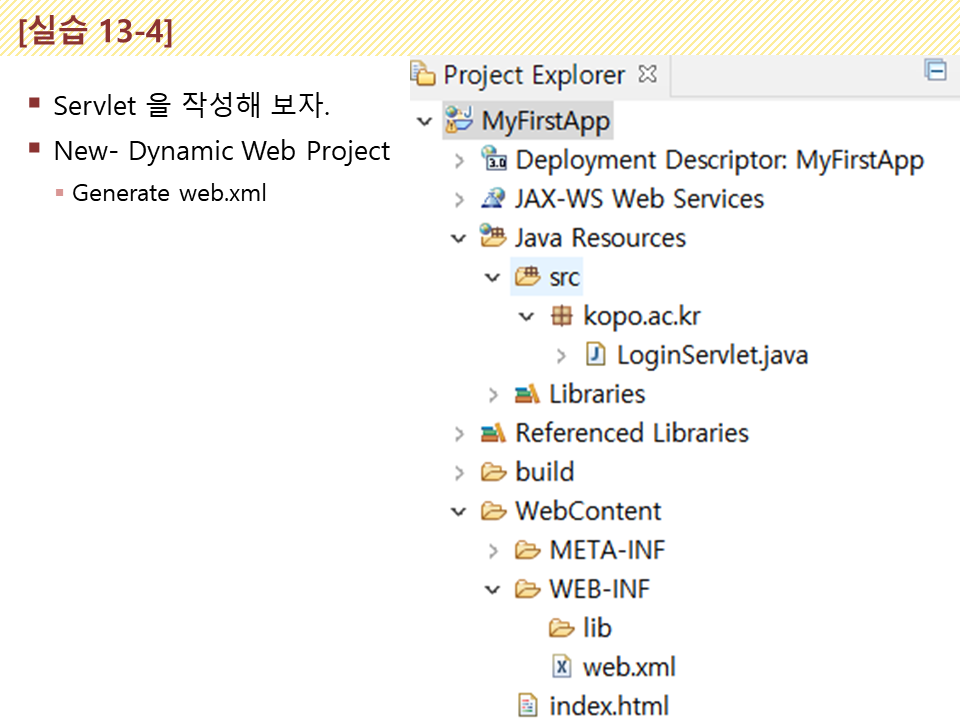 [실습 13-4]
Servlet 을 작성해 보자.
New- Dynamic Web Project
Generate web.xml
Project Explorer
MyFirstApp
3.0 Deployment Descriptor: MyFirstApp
JAX-WS Web Services
Java Resources
src
kopo.ac.kr
J LoginServlet.java
Libraries
Referenced Libraries
build
WebContent
META-INF
WEB-INF
lib
X web.xml
index.html